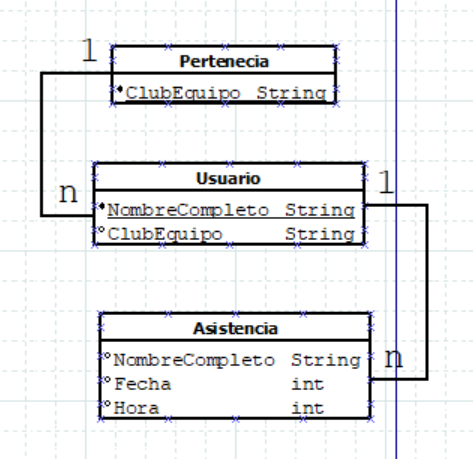 1
Pertenecia
ClubEquipo String
Usuario
n
1
NombreCompleto String
ClubEquipo String
Asistencia
NombreCompleto String
n
Fecha int
Hora int